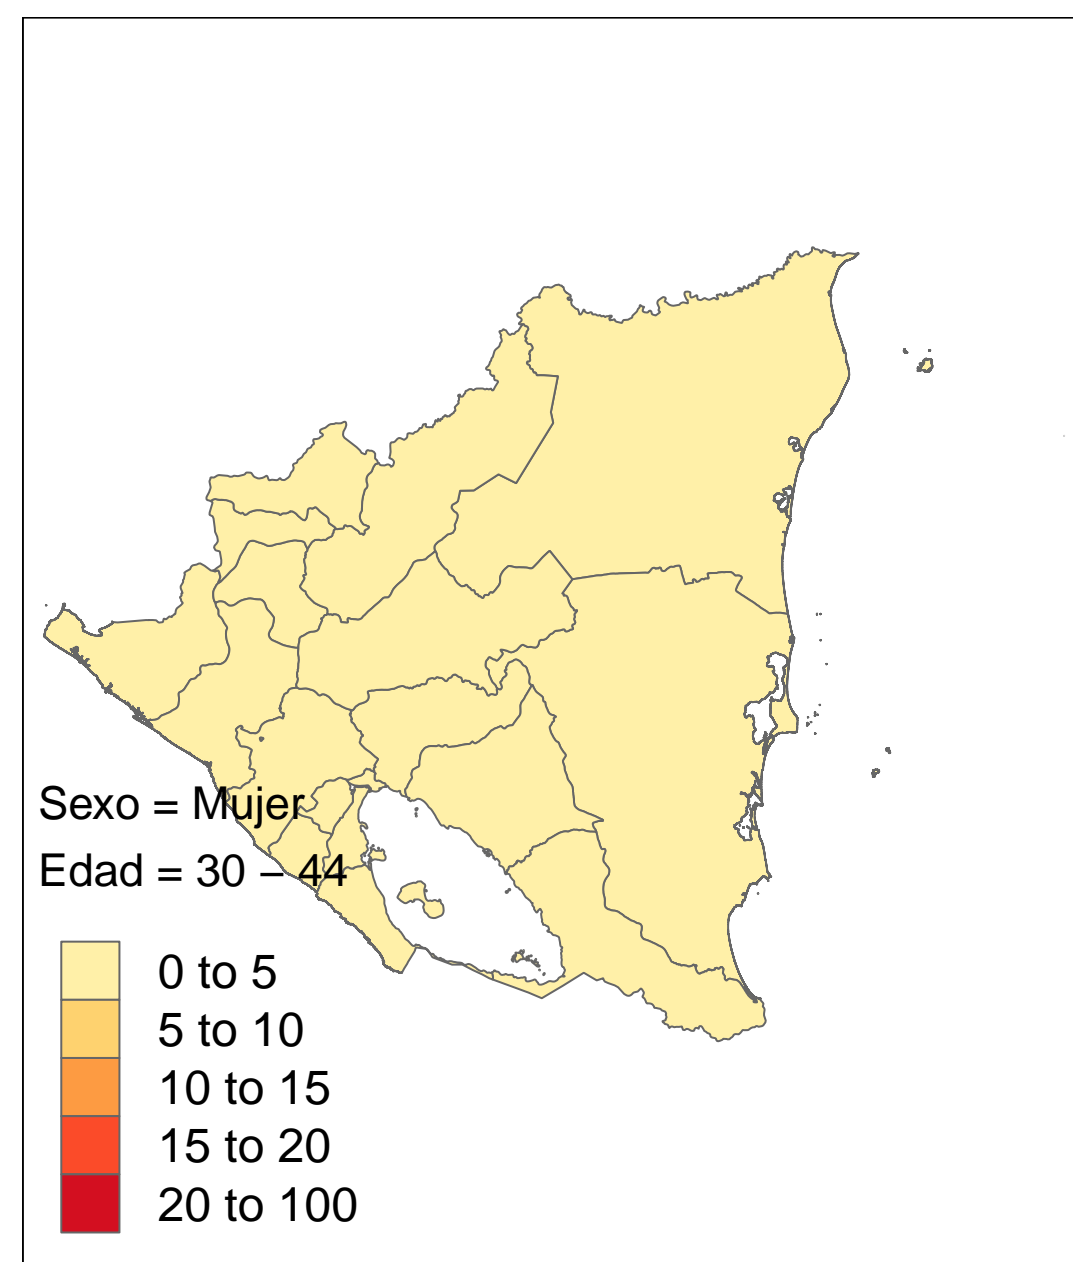 Sexo = Mujer
Edad = 30 – 44
0 to 5
5 to 10
10 to 15
15 to 20
20 to 100